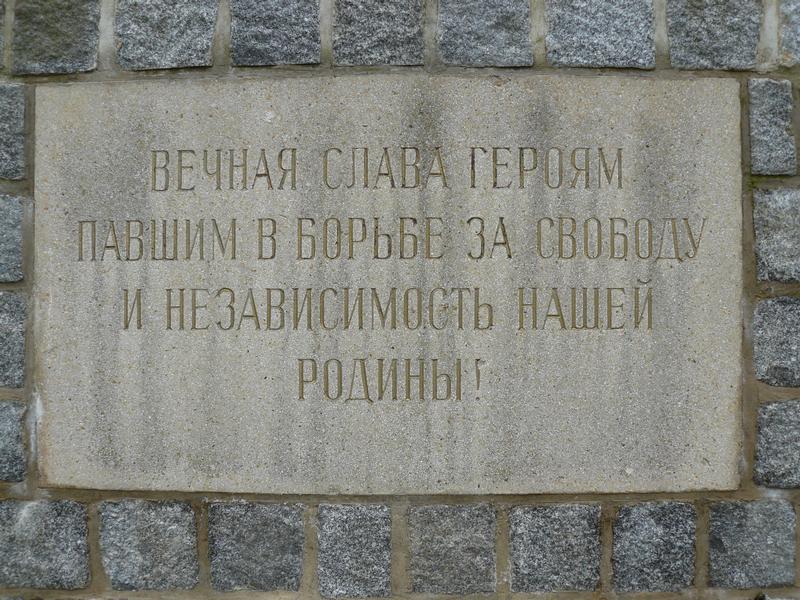 ВЕЧНАЯ СЛАВА ГЕРОЯМ
ПАВШИМ В БОРЬБЕ ЗА СВОБОДУ
И НЕЗАВИСИМОСТЬ НАШЕЙ
РОДИНЫ!